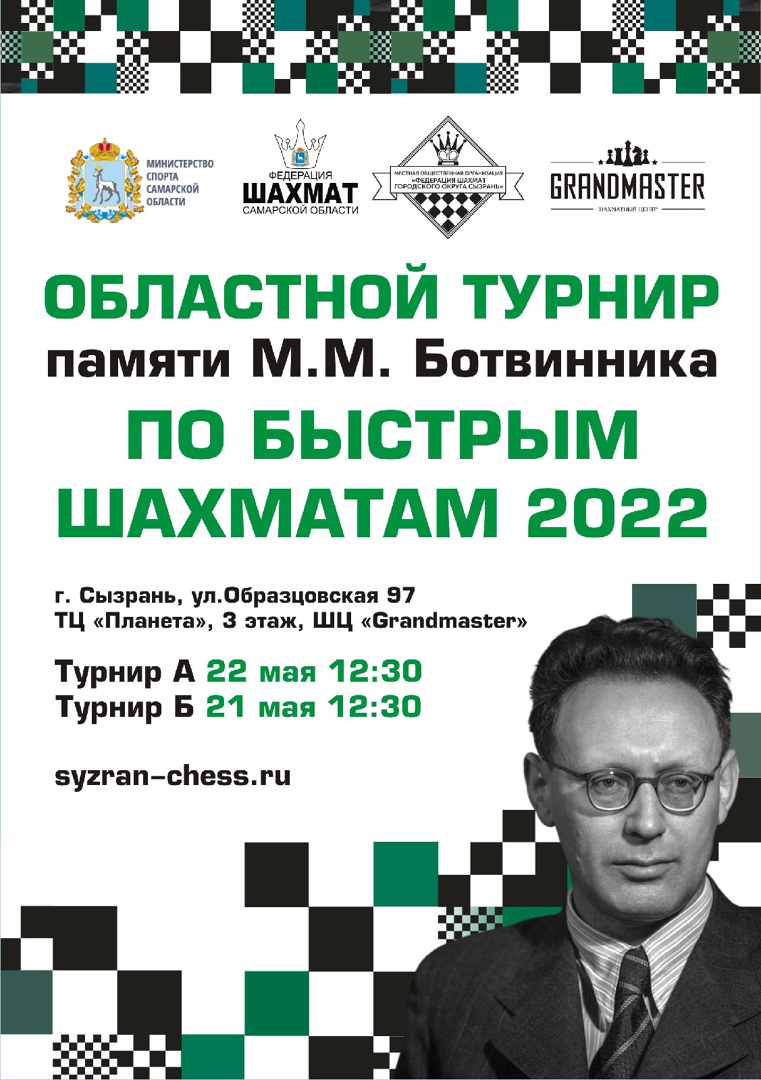 МИНИСТЕРСТВО
СПОРТА
САМАРСКОЙ
ОБЛАСТИ
ФЕДЕРАЦИЯ
ШАХМАТ
САМАРСКОЙ ОБЛАСТИ
МЕСТНАЯ ОБЩЕСТВЕННАЯ ОРГАНИЗАЦИЯ
«ФЕДЕРАЦИЯ ШАХМАТ
ГОРОДСКОГО ОКРУГА СЫЗРАНЬ»
GRANDMASTER
ШАХМАТНЫЙ ЦЕНТР
ОБЛАСТНОЙ ТУРНИР
памяти М.М. Ботвинника
ПО БЫСТРЫМ
ШАХМАТАМ 2022
г. Сызрань, ул.Образцовская 97
ТЦ «Планета», 3 этаж, ШЦ «Grandmaster»
Турнир А 22 мая 12:30
Турнир Б 21 мая 12:30
syzran-chess.ru